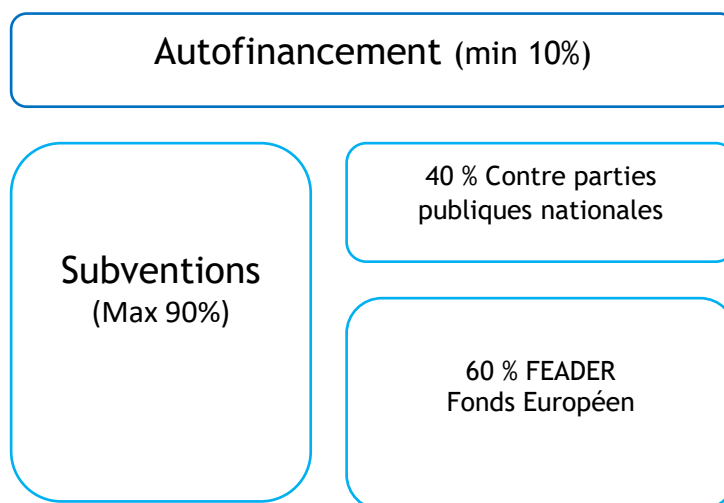 Autofinancement (min 10%)
Subventions
(Max 90%)
40 % Contre parties
publiques nationales
60 % FEADER
Fonds Européen